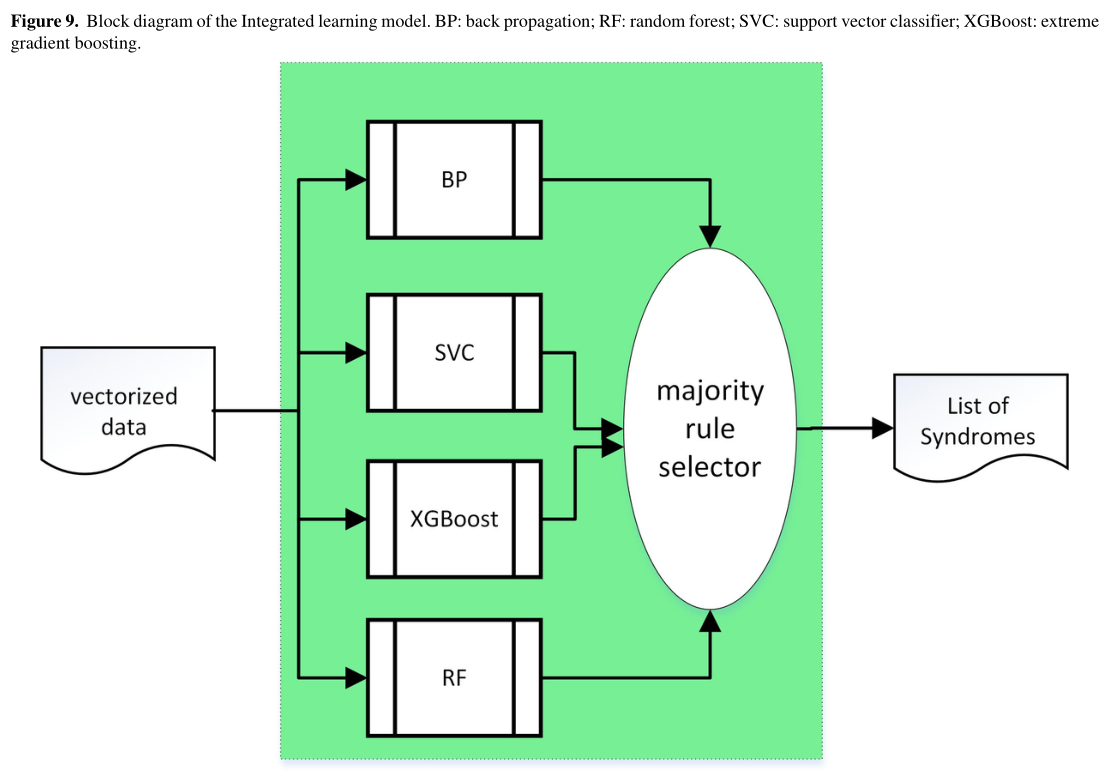 Figure 9. Block diagram of the Integrated learning model. BP: back propagation; RF: random forest; SVC: support vector classifier; XGBoost: extreme
gradient boosting.
BP
SVC
vectorized
data
XGBoost
RF
majority
rule
selector
List of
Syndromes